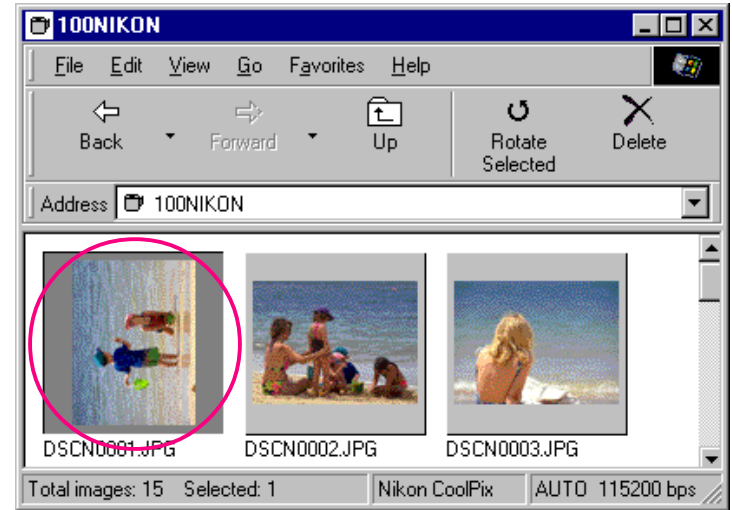 100NIKON
File Edit View Go Favorites Help
Back Forward Up Rotate Selected Delete
Address 100NIKON
DSCN0001.JPG DSCN0002.JPG DSCN0003.JPG
Total images: 15 Selected: 1 Nikon CoolPix AUTO 115200 bps